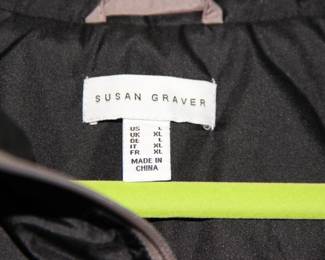 SUSAN GRAVER
US L
UK XL
DE L
IT XL
FR XL
MADE IN
CHINA